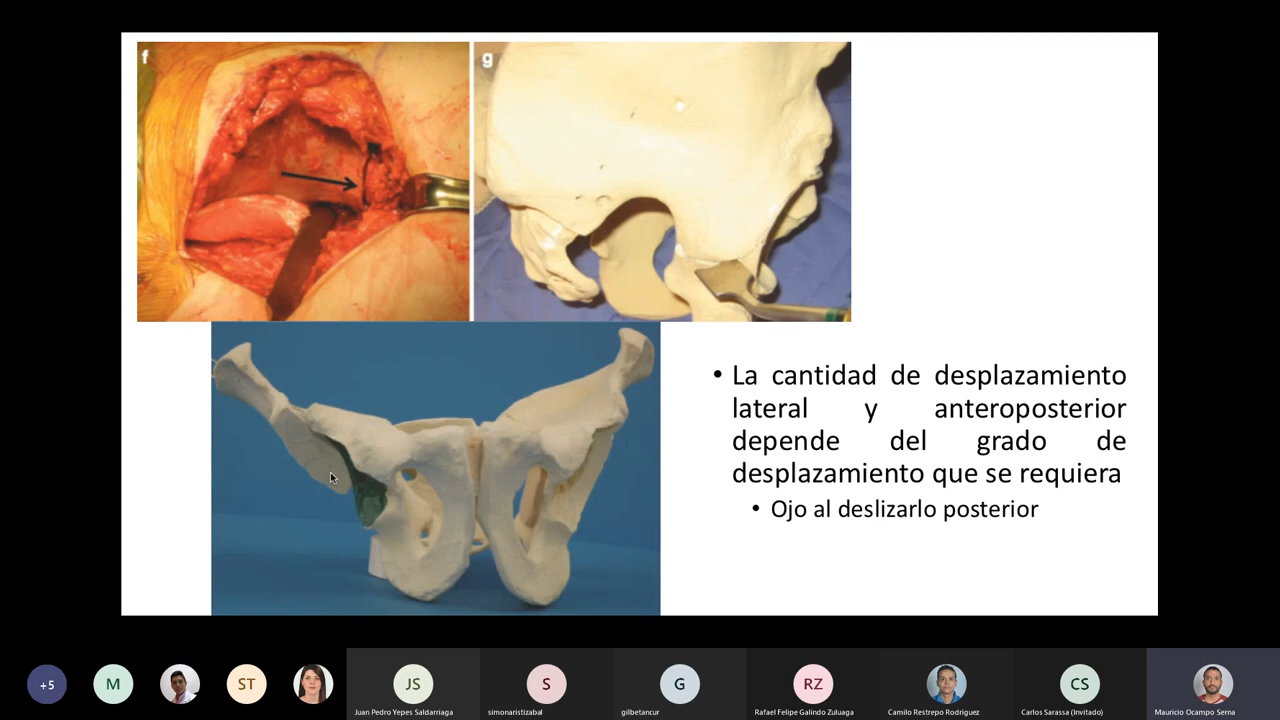 f
g
• La cantidad de desplazamiento
lateral y anteroposterior
depende del grado de
desplazamiento que se requiera
• Ojo al deslizarlo posterior
+5
M
ST
JS
S
G
RZ
CS
Juan Pedro Yepes Saldarriaga
simonaristizabal
gilbetancur
Rafael Felipe Galindo Zuluaga
Camilo Restrepo Rodriguez
Carlos Sarassa (Invitado)
Mauricio Ocampo Serna